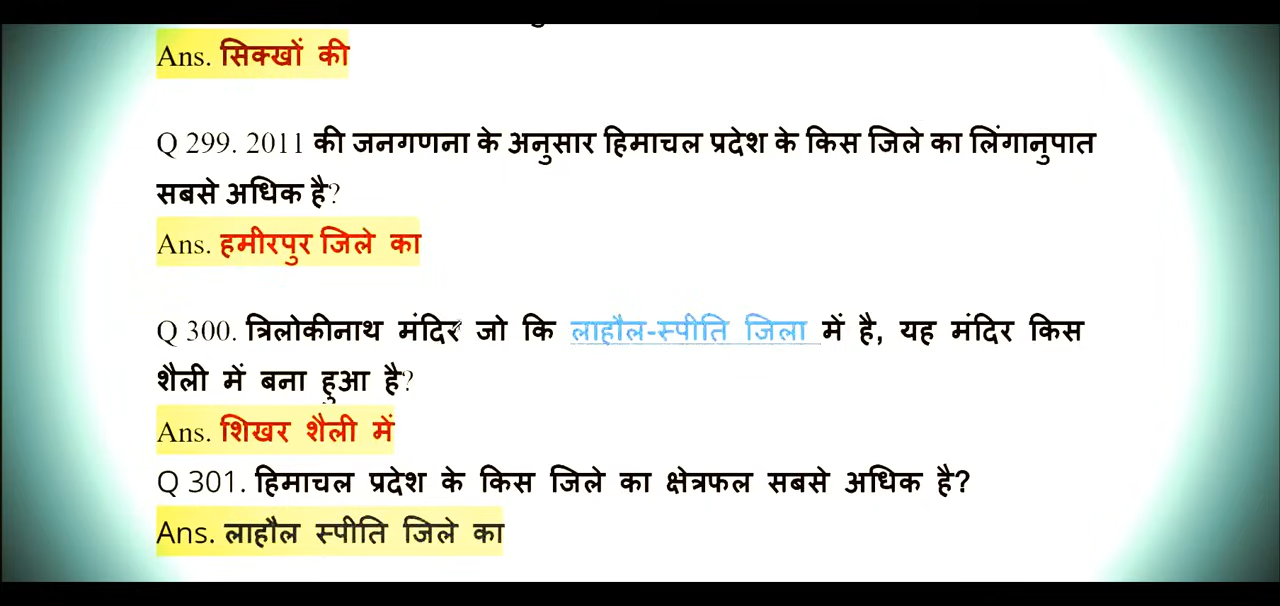 Ans. सिक्खों की
Q 299. 2011 की जनगणना के अनुसार हिमाचल प्रदेश के किस जिले का लिंगानुपात
सबसे अधिक है?
Ans. हमीरपुर जिले का
Q 300. त्रिलोकीनाथ मंदिर जो कि लाहौल-स्पीति जिला में है, यह मंदिर किस
शैली में बना हुआ है?
Ans. शिखर शैली में
Q 301. हिमाचल प्रदेश के किस जिले का क्षेत्रफल सबसे अधिक है?
Ans. लाहौल स्पीति जिले का